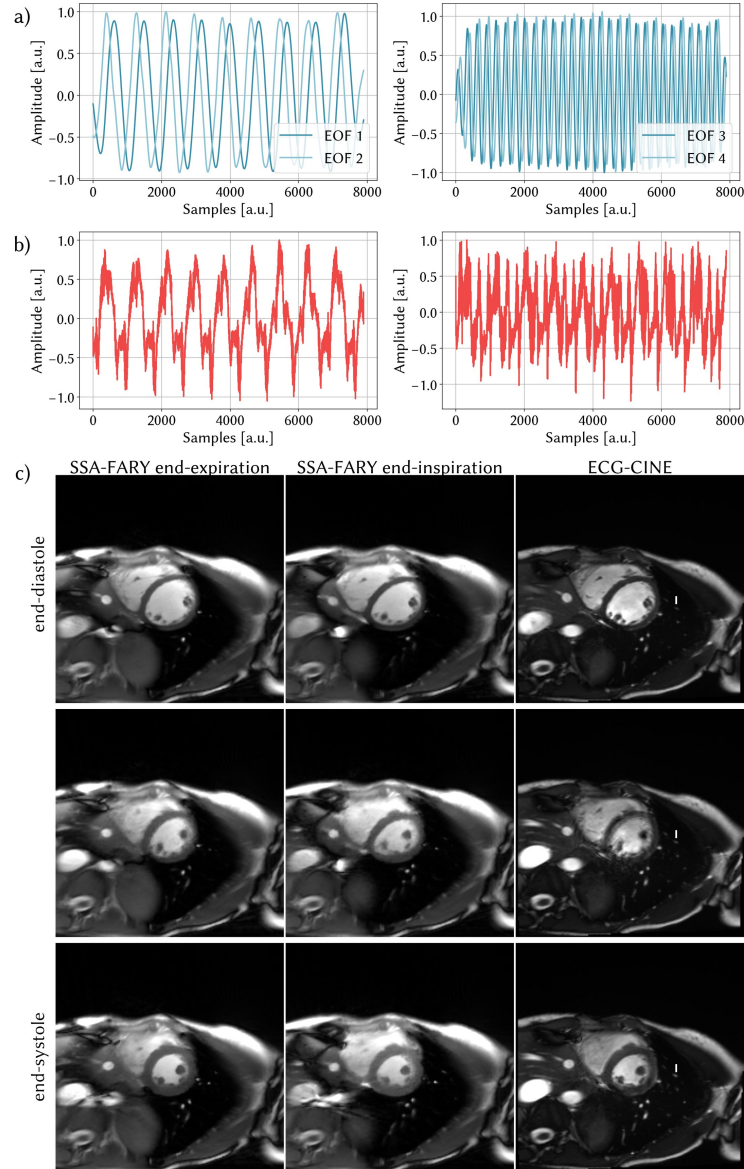 a)
Amplitude [a.u.]
1.0
0.5
0.0
−0.5
−1.0
0
2000
4000
6000
8000
Samples [a.u.]
EOF 1
EOF 2
Amplitude [a.u.]
1.0
0.5
0.0
−0.5
−1.0
0
2000
4000
6000
8000
Samples [a.u.]
EOF 3
EOF 4
b)
Amplitude [a.u.]
1.0
0.5
0.0
−0.5
−1.0
0
2000
4000
6000
8000
Samples [a.u.]
Amplitude [a.u.]
1.0
0.5
0.0
−0.5
−1.0
0
2000
4000
6000
8000
Samples [a.u.]
c)
SSA-FARY end-expiration
SSA-FARY end-inspiration
ECG-CINE
end-diastole
end-systole